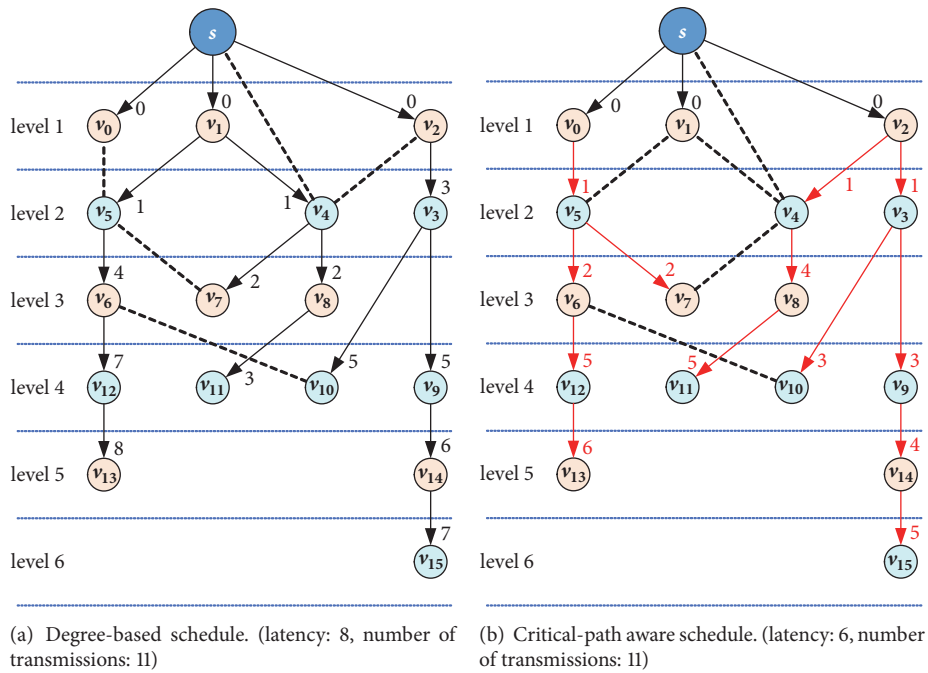 s
0 0 0
level 1 v0 v1 v2
1 1 3
level 2 v5 v4 v3
4 2 2
level 3 v6 v7 v8
7 3 5 5
level 4 v12 v11 v10 v9
8 6
level 5 v13 v14
7
level 6 v15
(a) Degree-based schedule. (latency: 8, number of
transmissions: 11)
s
0 0 0
level 1 v0 v1 v2
1 1 1
level 2 v5 v4 v3
2 2 4
level 3 v6 v7 v8
5 5 3 3
level 4 v12 v11 v10 v9
6 4
level 5 v13 v14
5
level 6 v15
(b) Critical-path aware schedule. (latency: 6, number
of transmissions: 11)